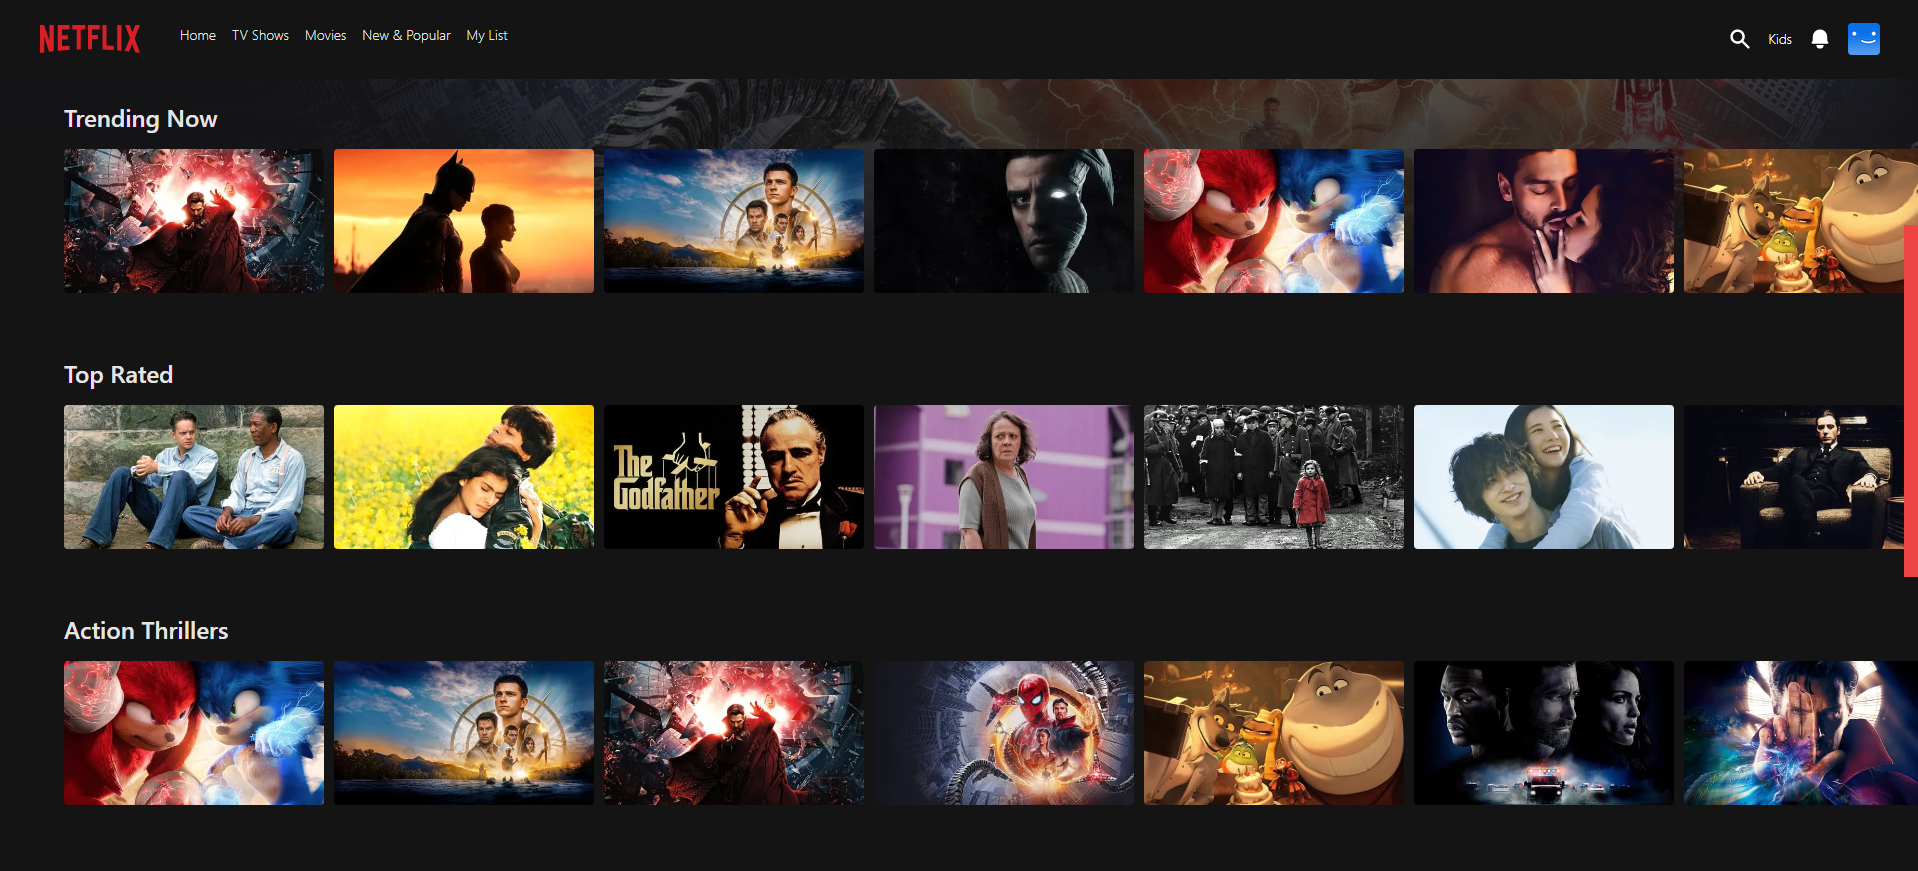 NETFLIX
Home TV Shows Movies New & Popular My List
Kids
Trending Now
Top Rated
The
Godfather
Action Thrillers